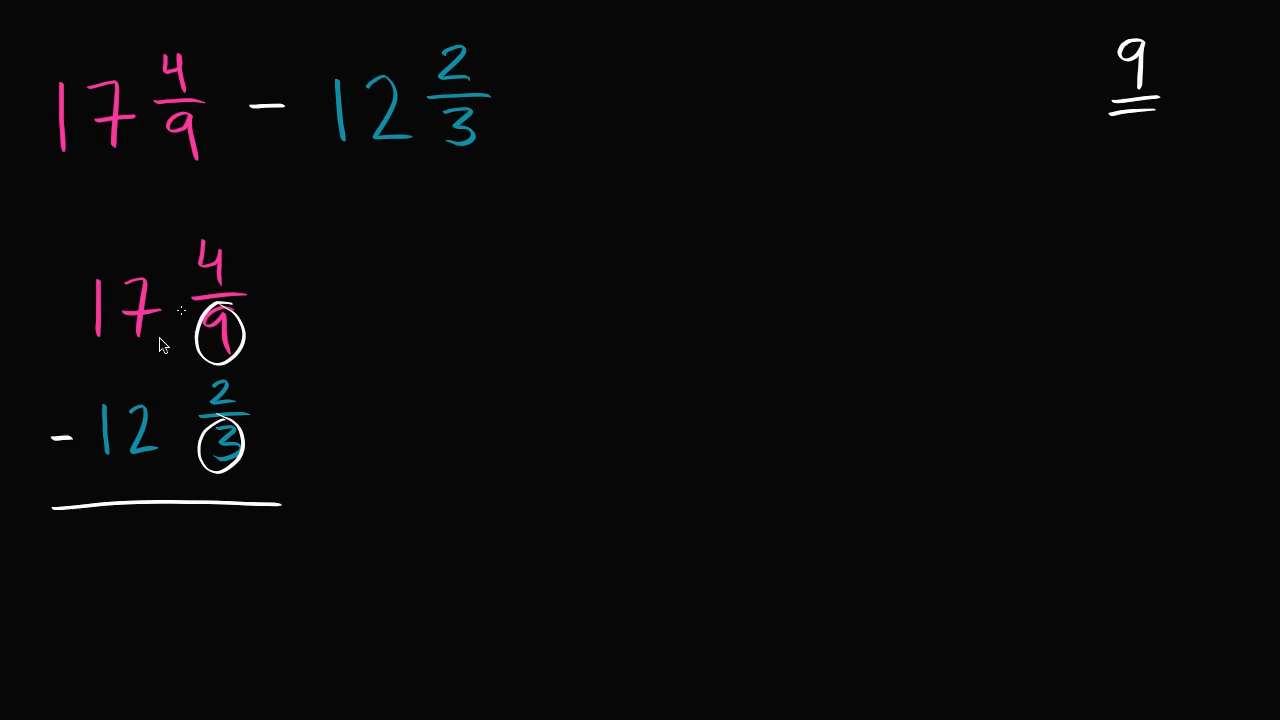 17 4/9 - 12 2/3
9
17 4/9
- 12 2/3